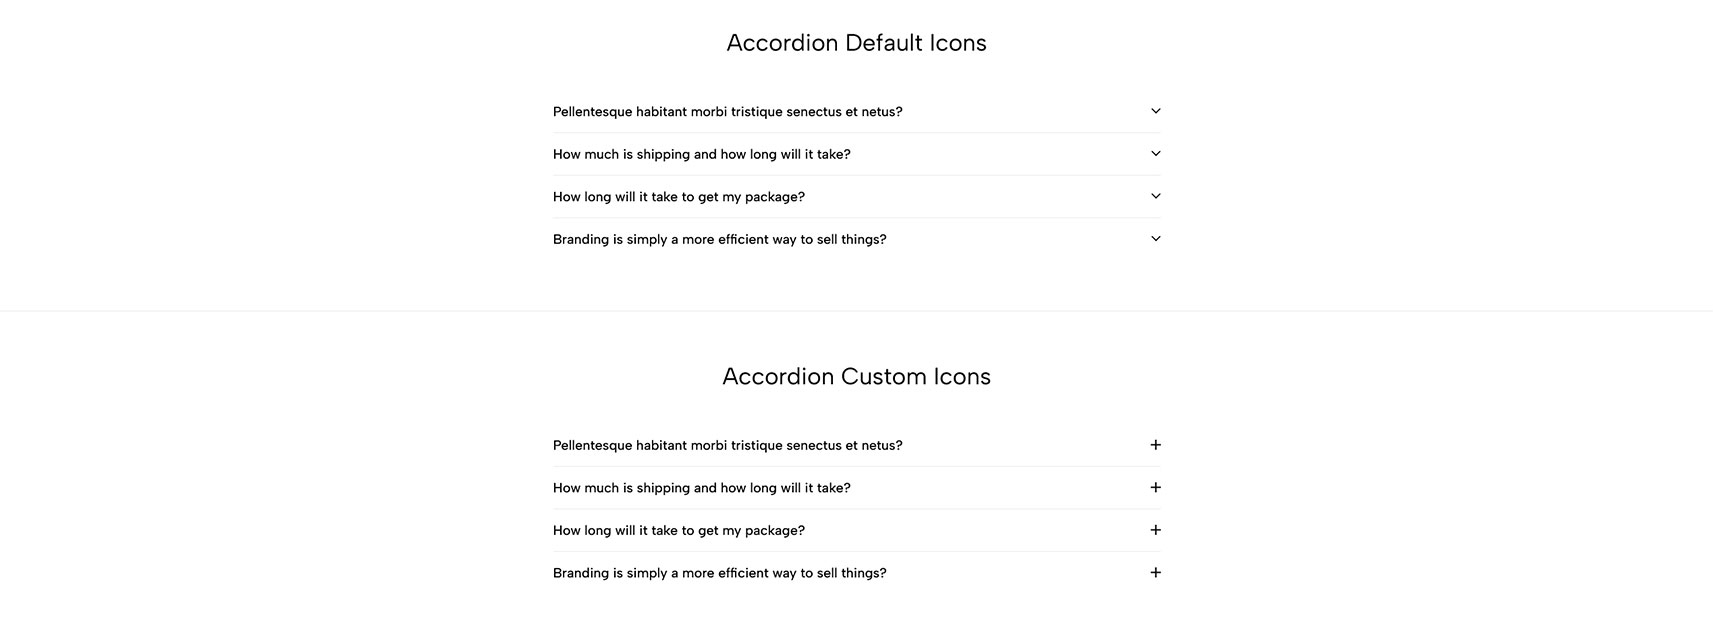 Accordion Default Icons
Pellentesque habitant morbi tristique senectus et netus?
How much is shipping and how long will it take?
How long will it take to get my package?
Branding is simply a more efficient way to sell things?
Accordion Custom Icons
Pellentesque habitant morbi tristique senectus et netus?
How much is shipping and how long will it take?
How long will it take to get my package?
Branding is simply a more efficient way to sell things?